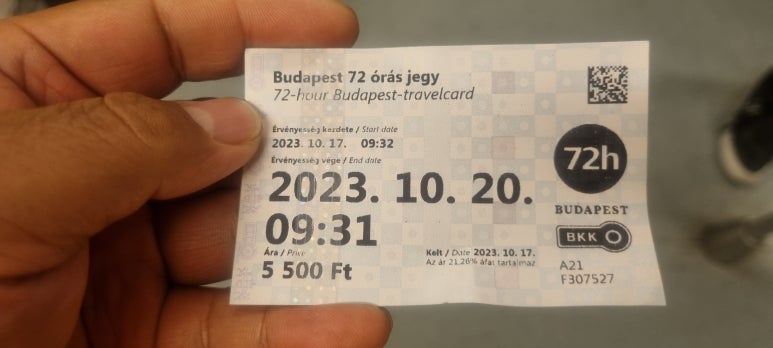 Budapest 72 órás jegy
72-hour Budapest-travelcard
Érvényesség kezdete / Start date
2023. 10. 17. 09:32
Érvényesség vége / End date
2023. 10. 20.
09:31
Ára / Price
5 500 Ft
Kelt / Date 2023. 10. 17.
Az ár 21.26% áfát tartalmaz
72h
BUDAPEST
BKK
A21
F307527